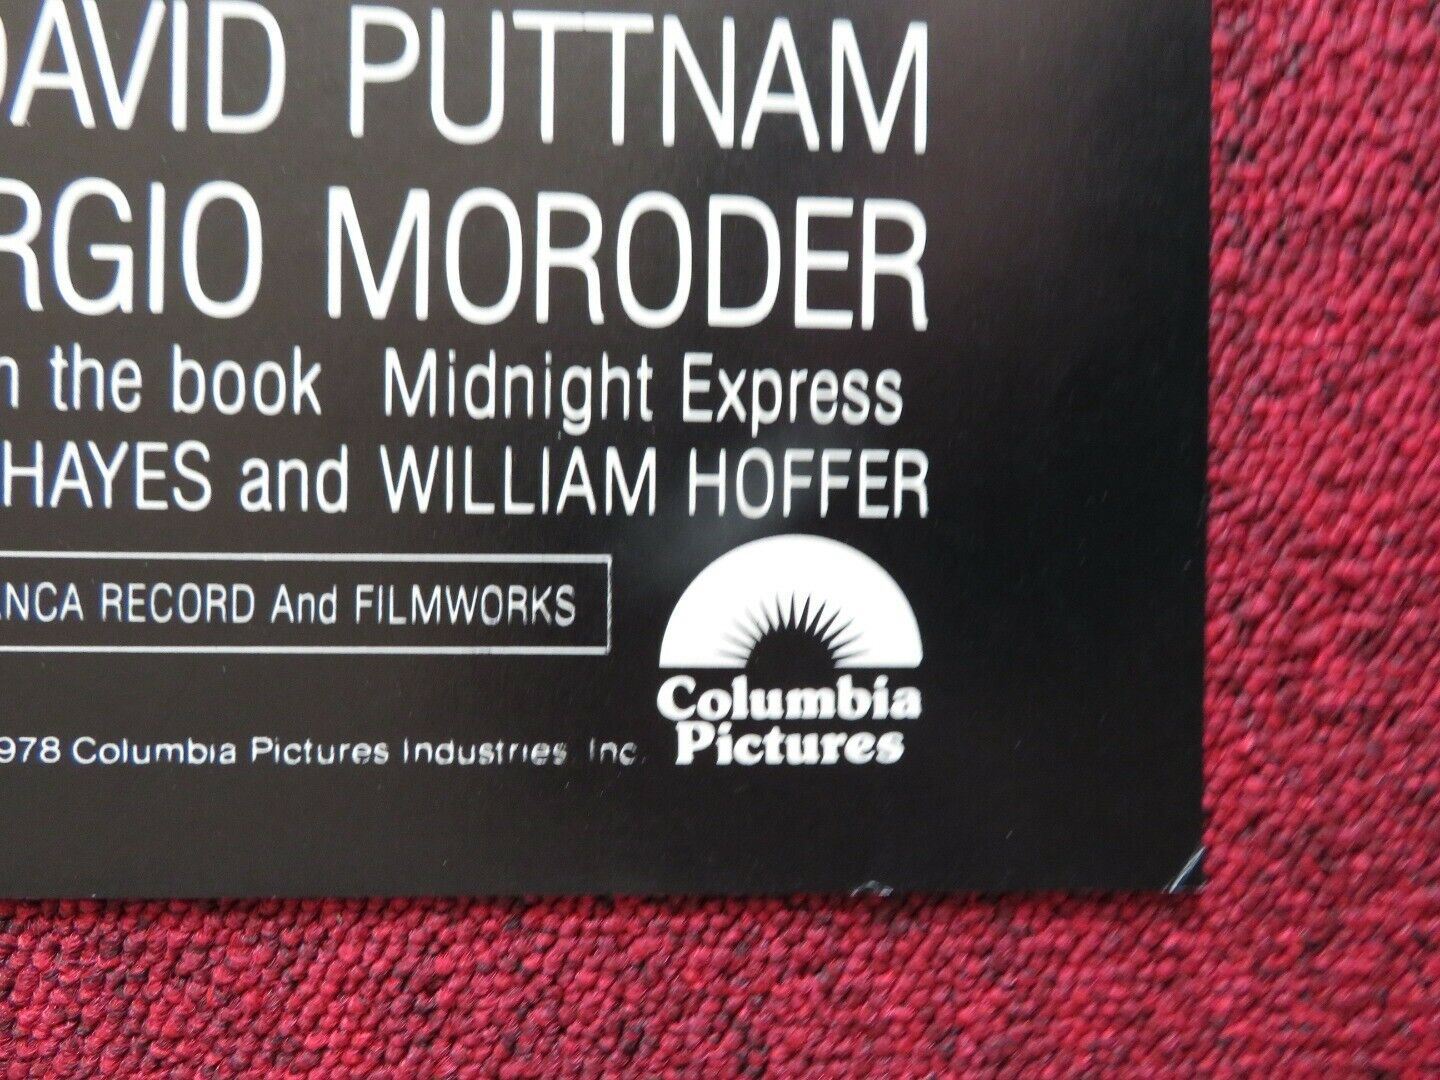 DAVID PUTTNAM
RGIO MORODER
the book Midnight Express
HAYES and WILLIAM HOFFER
ANCA RECORD And FILMWORKS
978 Columbia Pictures Industries, Inc.
Columbia
Pictures